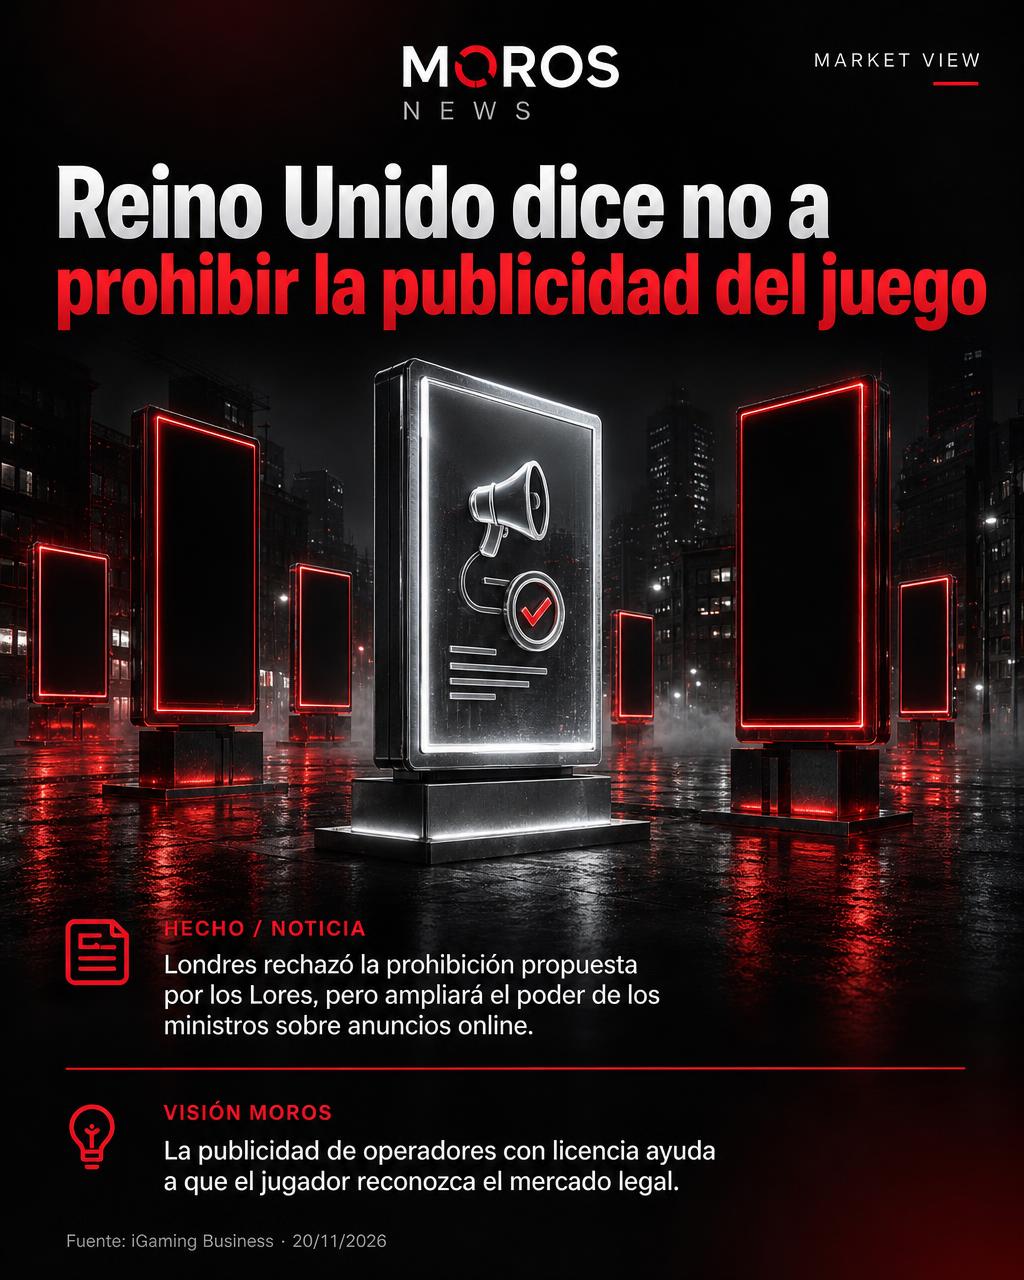 MOROS
NEWS
MARKET VIEW
Reino Unido dice no a
prohibir la publicidad del juego
HECHO / NOTICIA
Londres rechazó la prohibición propuesta
por los Lores, pero ampliará el poder de los
ministros sobre anuncios online.
VISIÓN MOROS
La publicidad de operadores con licencia ayuda
a que el jugador reconozca el mercado legal.
Fuente: iGaming Business · 20/11/2026